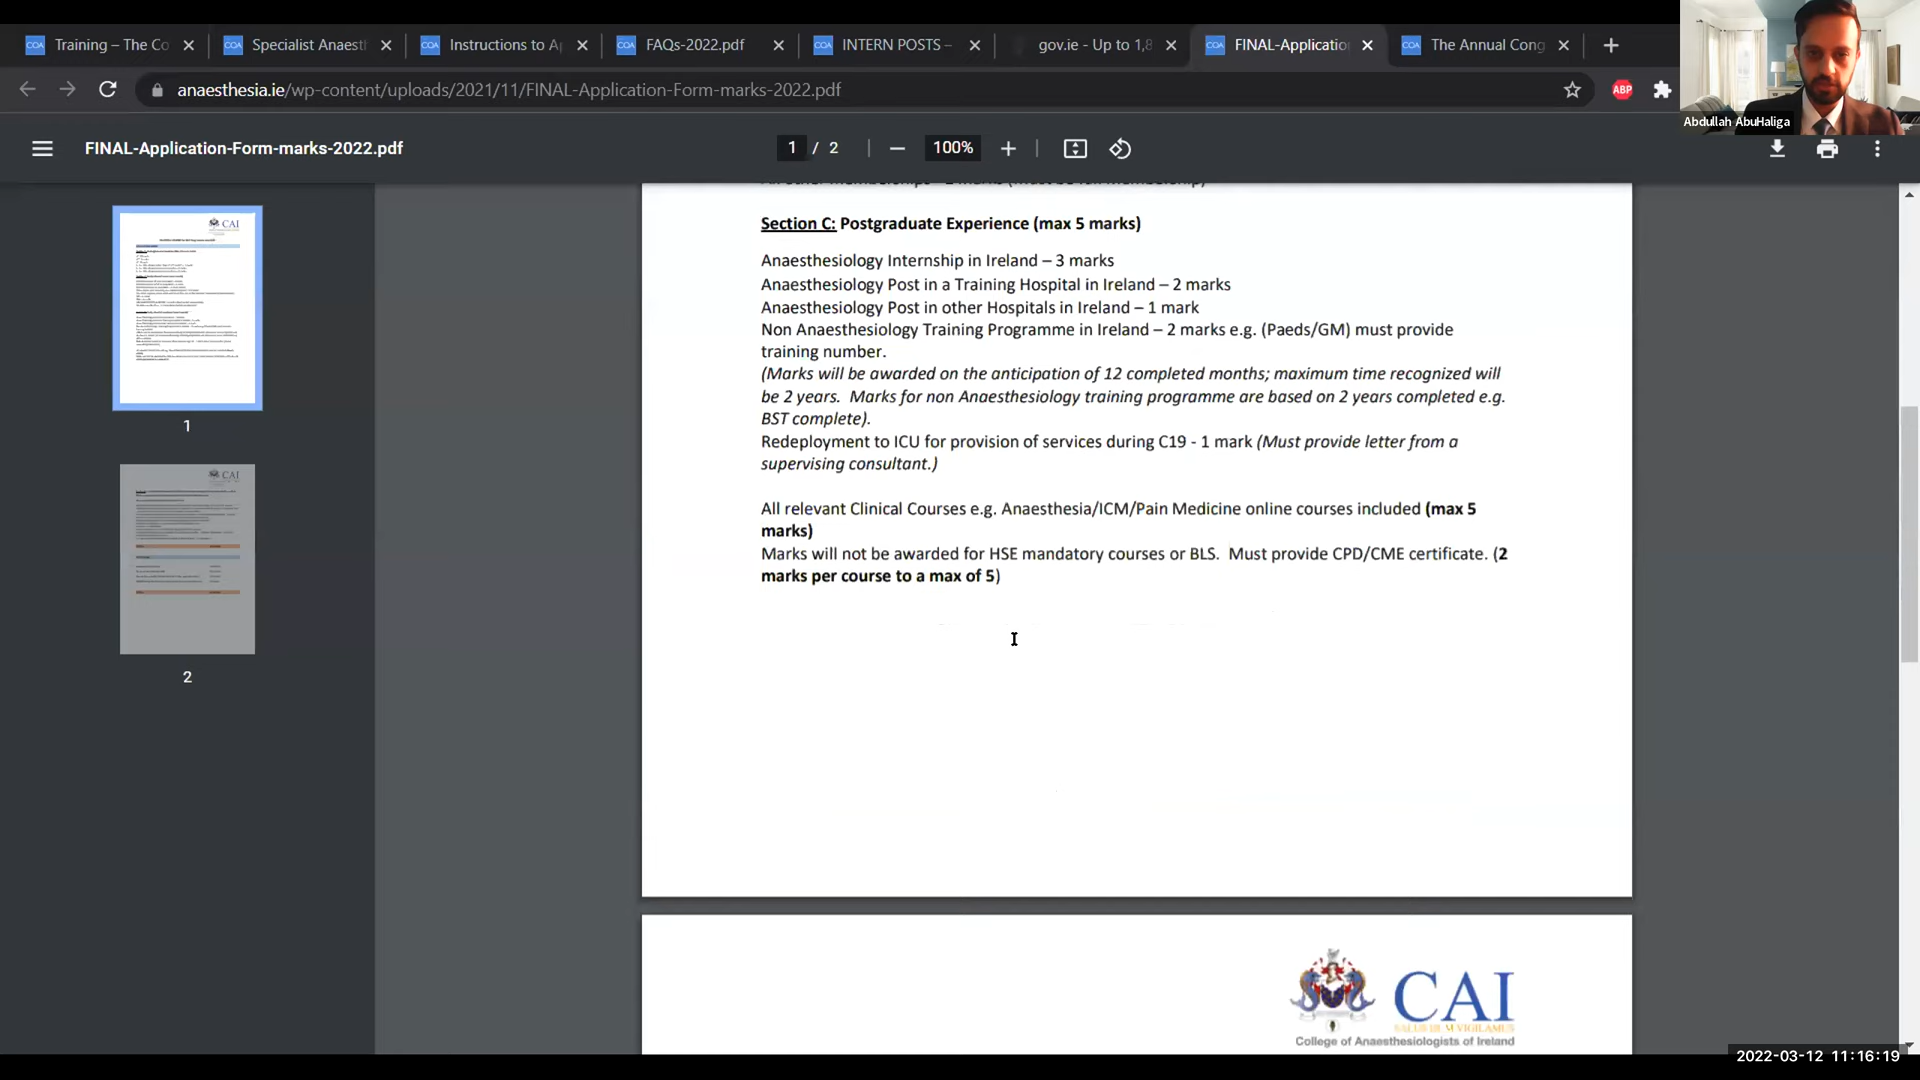 Training – The Co
Specialist Anaest
Instructions to A
FAQs-2022.pdf
INTERN POSTS –
gov.ie - Up to 1,8
FINAL-Applicatio
The Annual Cong
anaesthesia.ie/wp-content/uploads/2021/11/FINAL-Application-Form-marks-2022.pdf
ABP
Abdullah AbuHaliga
FINAL-Application-Form-marks-2022.pdf
1 / 2
100%
Section C: Postgraduate Experience (max 5 marks)
Anaesthesiology Internship in Ireland – 3 marks
Anaesthesiology Post in a Training Hospital in Ireland – 2 marks
Anaesthesiology Post in other Hospitals in Ireland – 1 mark
Non Anaesthesiology Training Programme in Ireland – 2 marks e.g. (Paeds/GM) must provide
training number.
(Marks will be awarded on the anticipation of 12 completed months; maximum time recognized will
be 2 years. Marks for non Anaesthesiology training programme are based on 2 years completed e.g.
BST complete).
Redeployment to ICU for provision of services during C19 - 1 mark (Must provide letter from a
supervising consultant.)
All relevant Clinical Courses e.g. Anaesthesia/ICM/Pain Medicine online courses included (max 5
marks)
Marks will not be awarded for HSE mandatory courses or BLS. Must provide CPD/CME certificate. (2
marks per course to a max of 5)
CAI
1
CAI
2
CAI
College of Anaesthesiologists of Ireland
2022-03-12 11:16:19